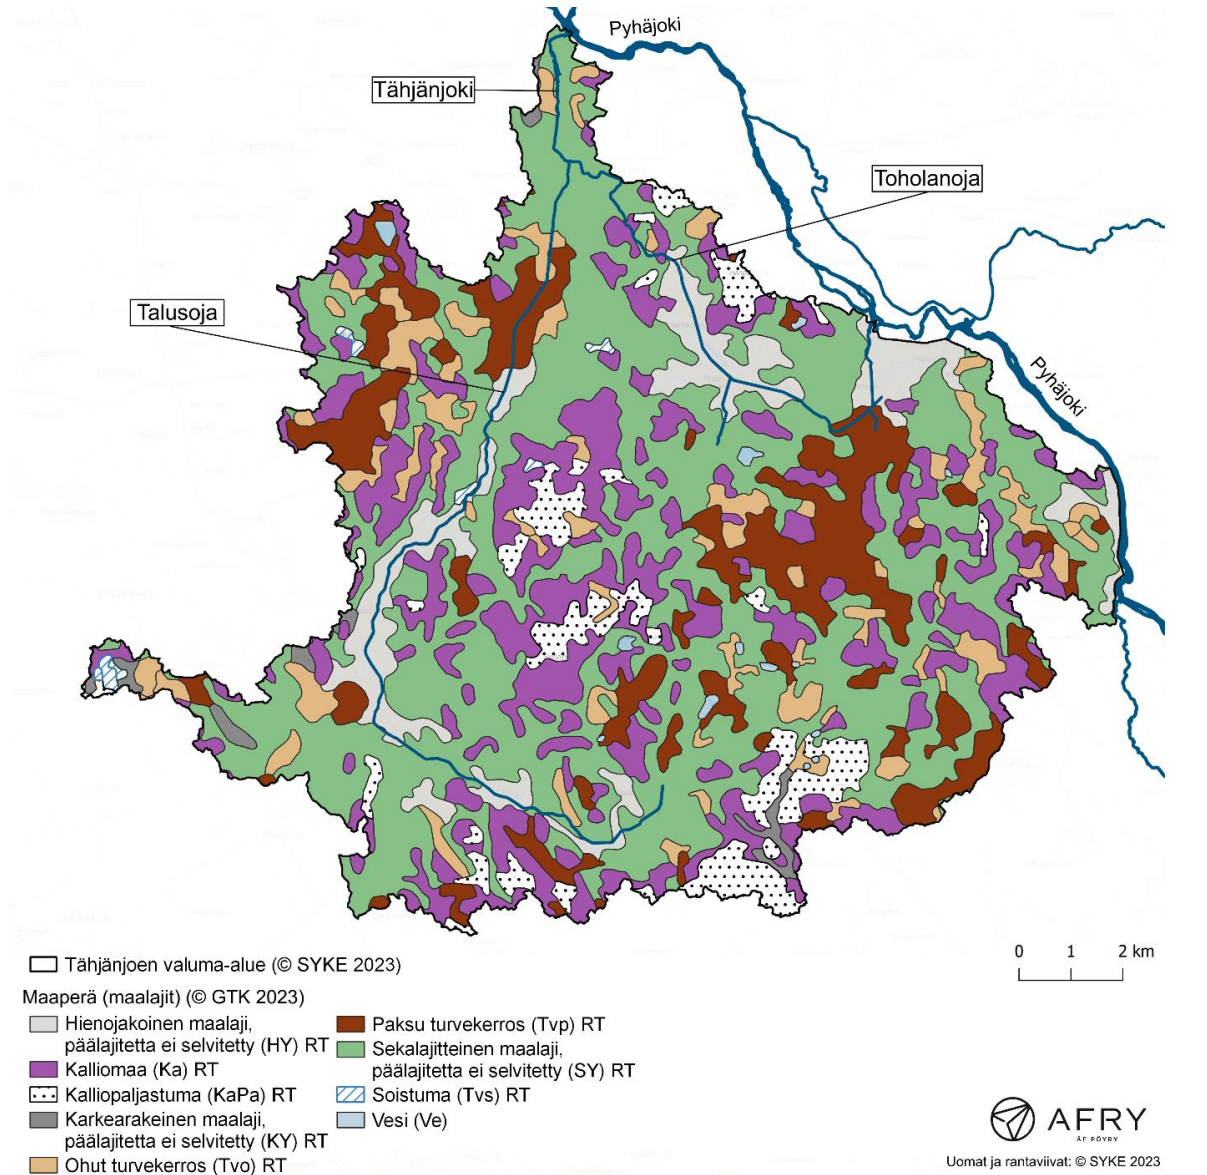 Pyhäjoki
Tähjänjoki
Toholanoja
Talusoja
Pyhäjoki
0 1 2 km
Tähjänjoen valuma-alue (© SYKE 2023)
Maaperä (maalajit) (© GTK 2023)
Hienojakoinen maalaji,
päälajitetta ei selvitetty (HY) RT
Kalliomaa (Ka) RT
Kalliopaljastuma (KaPa) RT
Karkearakeinen maalaji,
päälajitetta ei selvitetty (KY) RT
Ohut turvekerros (Tvo) RT
Paksu turvekerros (Tvp) RT
Sekalajitteinen maalaji,
päälajitetta ei selvitetty (SY) RT
Soistuma (Tvs) RT
Vesi (Ve)
AFRY
ÅF PÖYRY
Uomat ja rantaviivat: © SYKE 2023